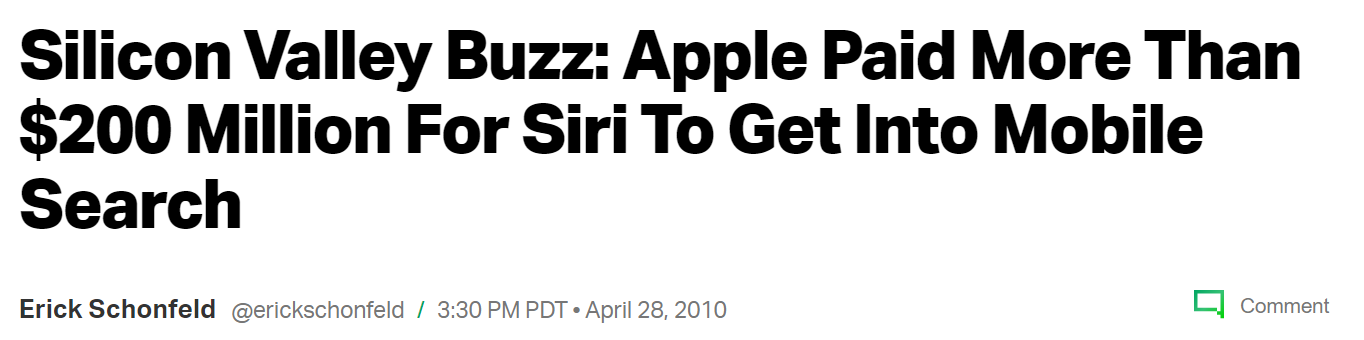 Silicon Valley Buzz: Apple Paid More Than
$200 Million For Siri To Get Into Mobile
Search
Erick Schonfeld @erickschonfeld / 3:30 PM PDT • April 28, 2010 Comment